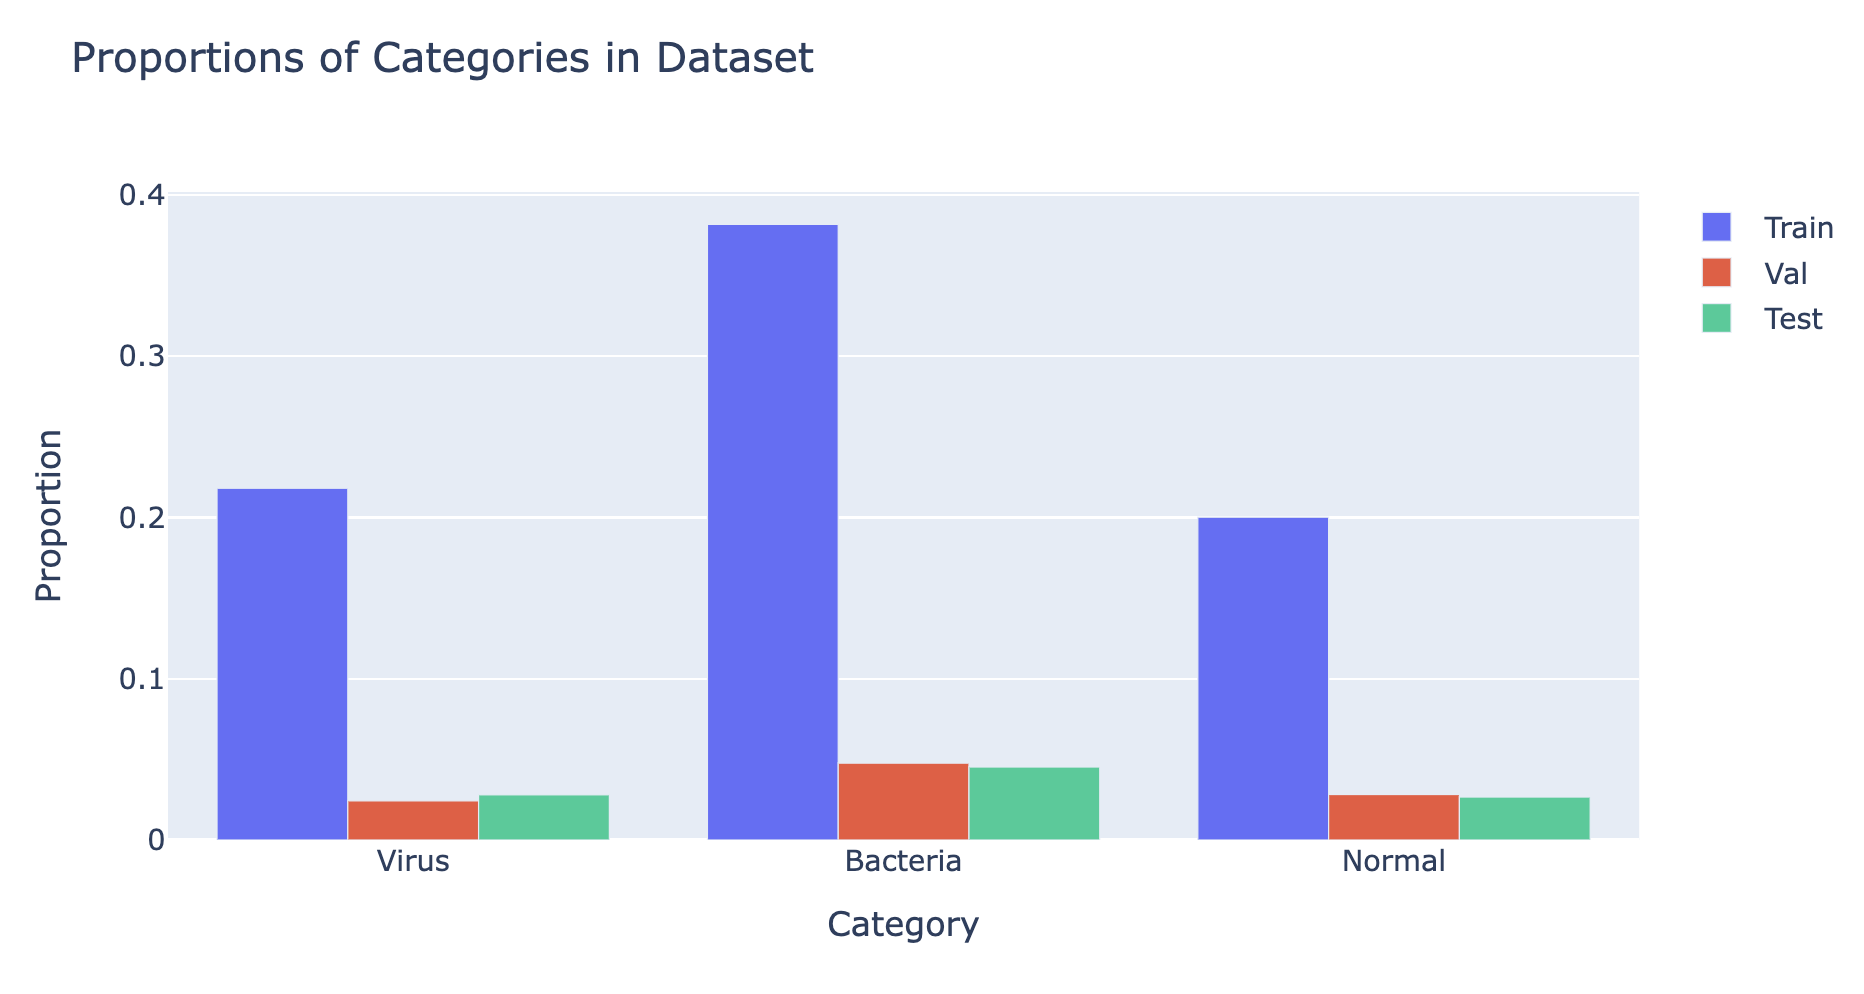 Proportions of Categories in Dataset
0.4
0.3
0.2
0.1
0
Proportion
Virus
Bacteria
Normal
Category
Train
Val
Test